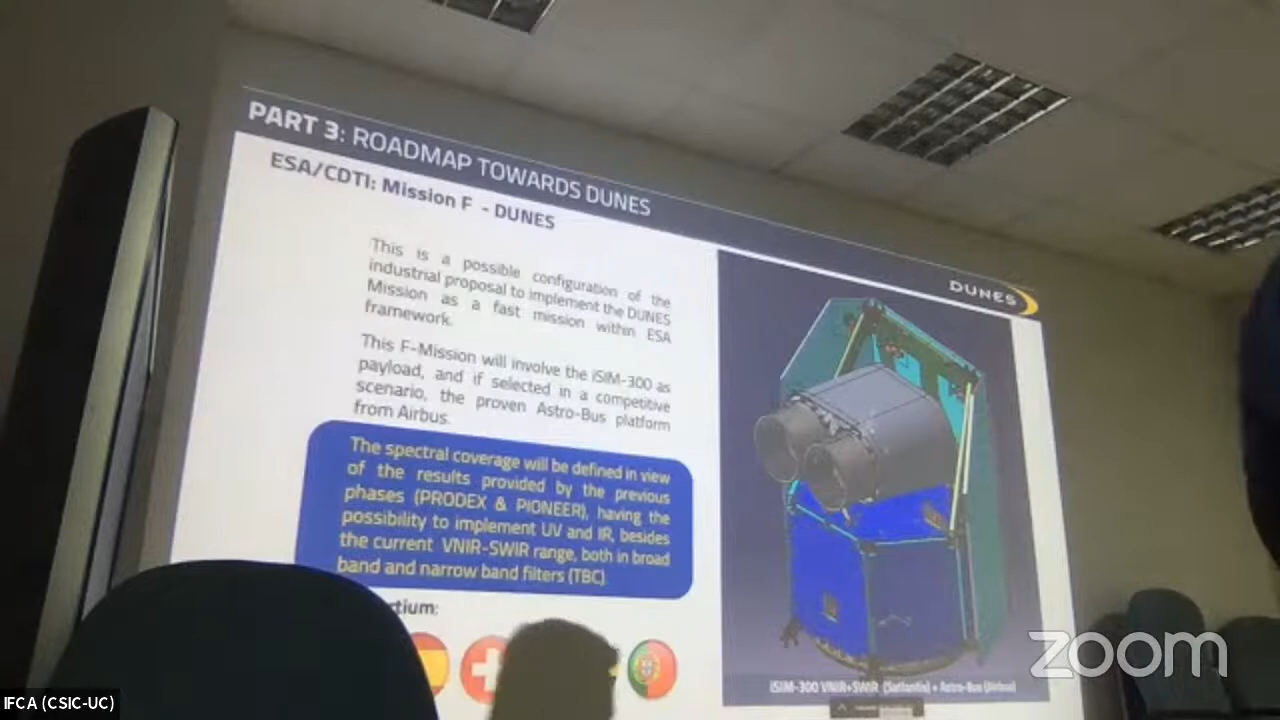 PART 3: ROADMAP TOWARDS DUNES
ESA/CDTI: Mission F - DUNES
DUNES
This is a possible configuration of the
industrial proposal to implement the DUNES
Mission as a fast mission within ESA
framework.
This F-Mission will involve the iSIM-300 as
payload, and if selected in a competitive
scenario, the proven Astro-Bus platform
from Airbus.
The spectral coverage will be defined in view
of the results provided by the previous
phases (PRODEX & PIONEER), having the
possibility to implement UV and IR, besides
the current VNIR-SWIR range, both in broad
band and narrow band filters (TBC).
rtium:
iSIM-300 VNIR+SWIR (Satlantis) + Astro-Bus (Airbus)
zoom
IFCA (CSIC-UC)